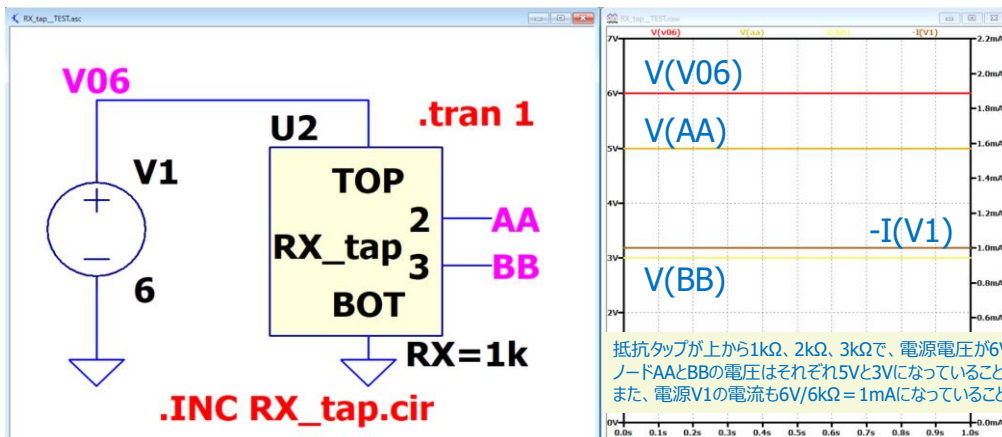 RX_tap__TEST.asc
V06
.tran 1
U2
V1
TOP
2
AA
RX_tap
3
BB
6
BOT
RX=1k
.INC RX_tap.cir
RX_tap__TEST.raw
V(v06) V(aa) V(bb) -I(V1)
7V 2.2mA
V(V06)
2.0mA
6V
1.8mA
V(AA)
1.6mA
5V
1.4mA
4V
1.2mA
-I(V1)
1.0mA
3V
V(BB)
0.8mA
2V
0.6mA
抵抗タップが上から1kΩ、2kΩ、3kΩで、電源電圧が6V
ノードAAとBBの電圧はそれぞれ5Vと3Vになっていること
また、電源V1の電流も6V/6kΩ=1mAになっていること
0V 0.0mA
0.0s 0.1s 0.2s 0.3s 0.4s 0.5s 0.6s 0.7s 0.8s 0.9s 1.0s